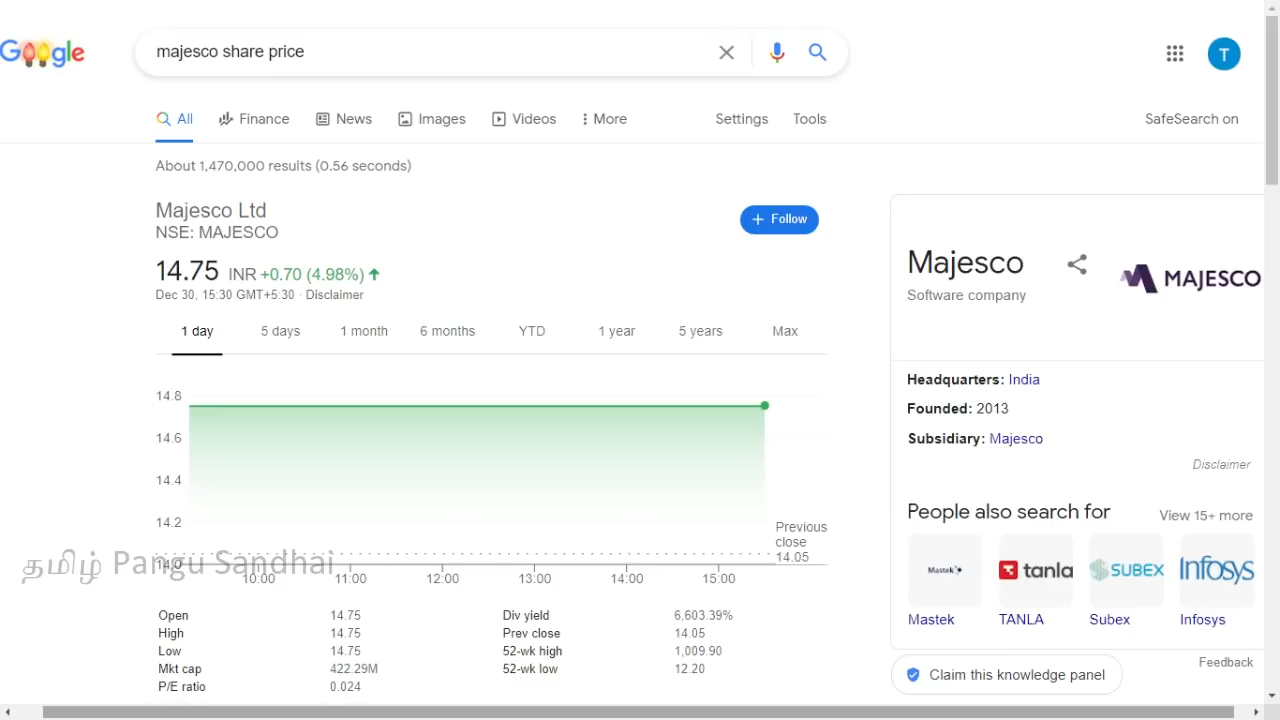 Google
majesco share price
T
All Finance News Images Videos More Settings Tools SafeSearch on
About 1,470,000 results (0.56 seconds)
Majesco Ltd
NSE: MAJESCO
Follow
14.75 INR +0.70 (4.98%)
Dec 30, 15:30 GMT+5:30 · Disclaimer
1 day 5 days 1 month 6 months YTD 1 year 5 years Max
14.8
14.6
14.4
14.2
14.0
Previous
close
14.05
10:00 11:00 12:00 13:00 14:00 15:00
தமிழ் Pangu Sandhai
Open 14.75 Div yield 6,603.39%
High 14.75 Prev close 14.05
Low 14.75 52-wk high 1,009.90
Mkt cap 422.29M 52-wk low 12.20
P/E ratio 0.024
Majesco
Software company
MAJESCO
Headquarters: India
Founded: 2013
Subsidiary: Majesco
Disclaimer
People also search for View 15+ more
Mastek tanla SUBEX Infosys
Mastek TANLA Subex Infosys
Feedback
Claim this knowledge panel